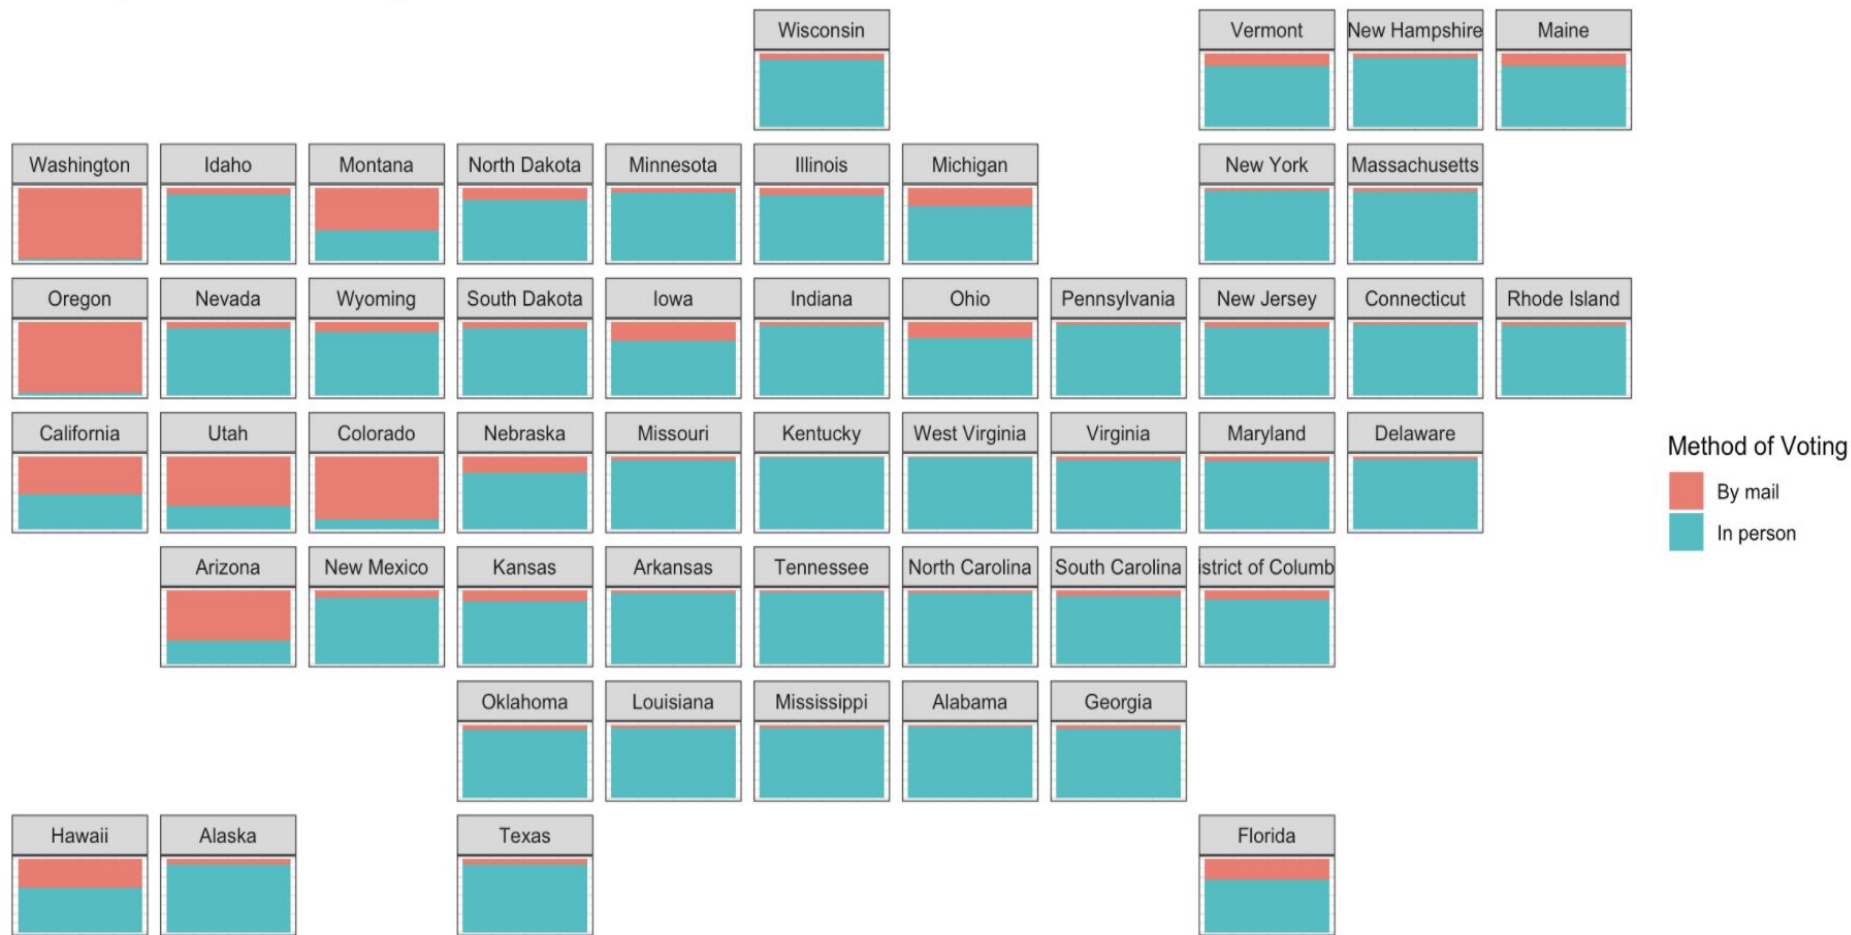 Wisconsin
Vermont
New Hampshire
Maine
Washington
Idaho
Montana
North Dakota
Minnesota
Illinois
Michigan
New York
Massachusetts
Oregon
Nevada
Wyoming
South Dakota
Iowa
Indiana
Ohio
Pennsylvania
New Jersey
Connecticut
Rhode Island
California
Utah
Colorado
Nebraska
Missouri
Kentucky
West Virginia
Virginia
Maryland
Delaware
Method of Voting
By mail
In person
Arizona
New Mexico
Kansas
Arkansas
Tennessee
North Carolina
South Carolina
istrict of Columb
Oklahoma
Louisiana
Mississippi
Alabama
Georgia
Hawaii
Alaska
Texas
Florida